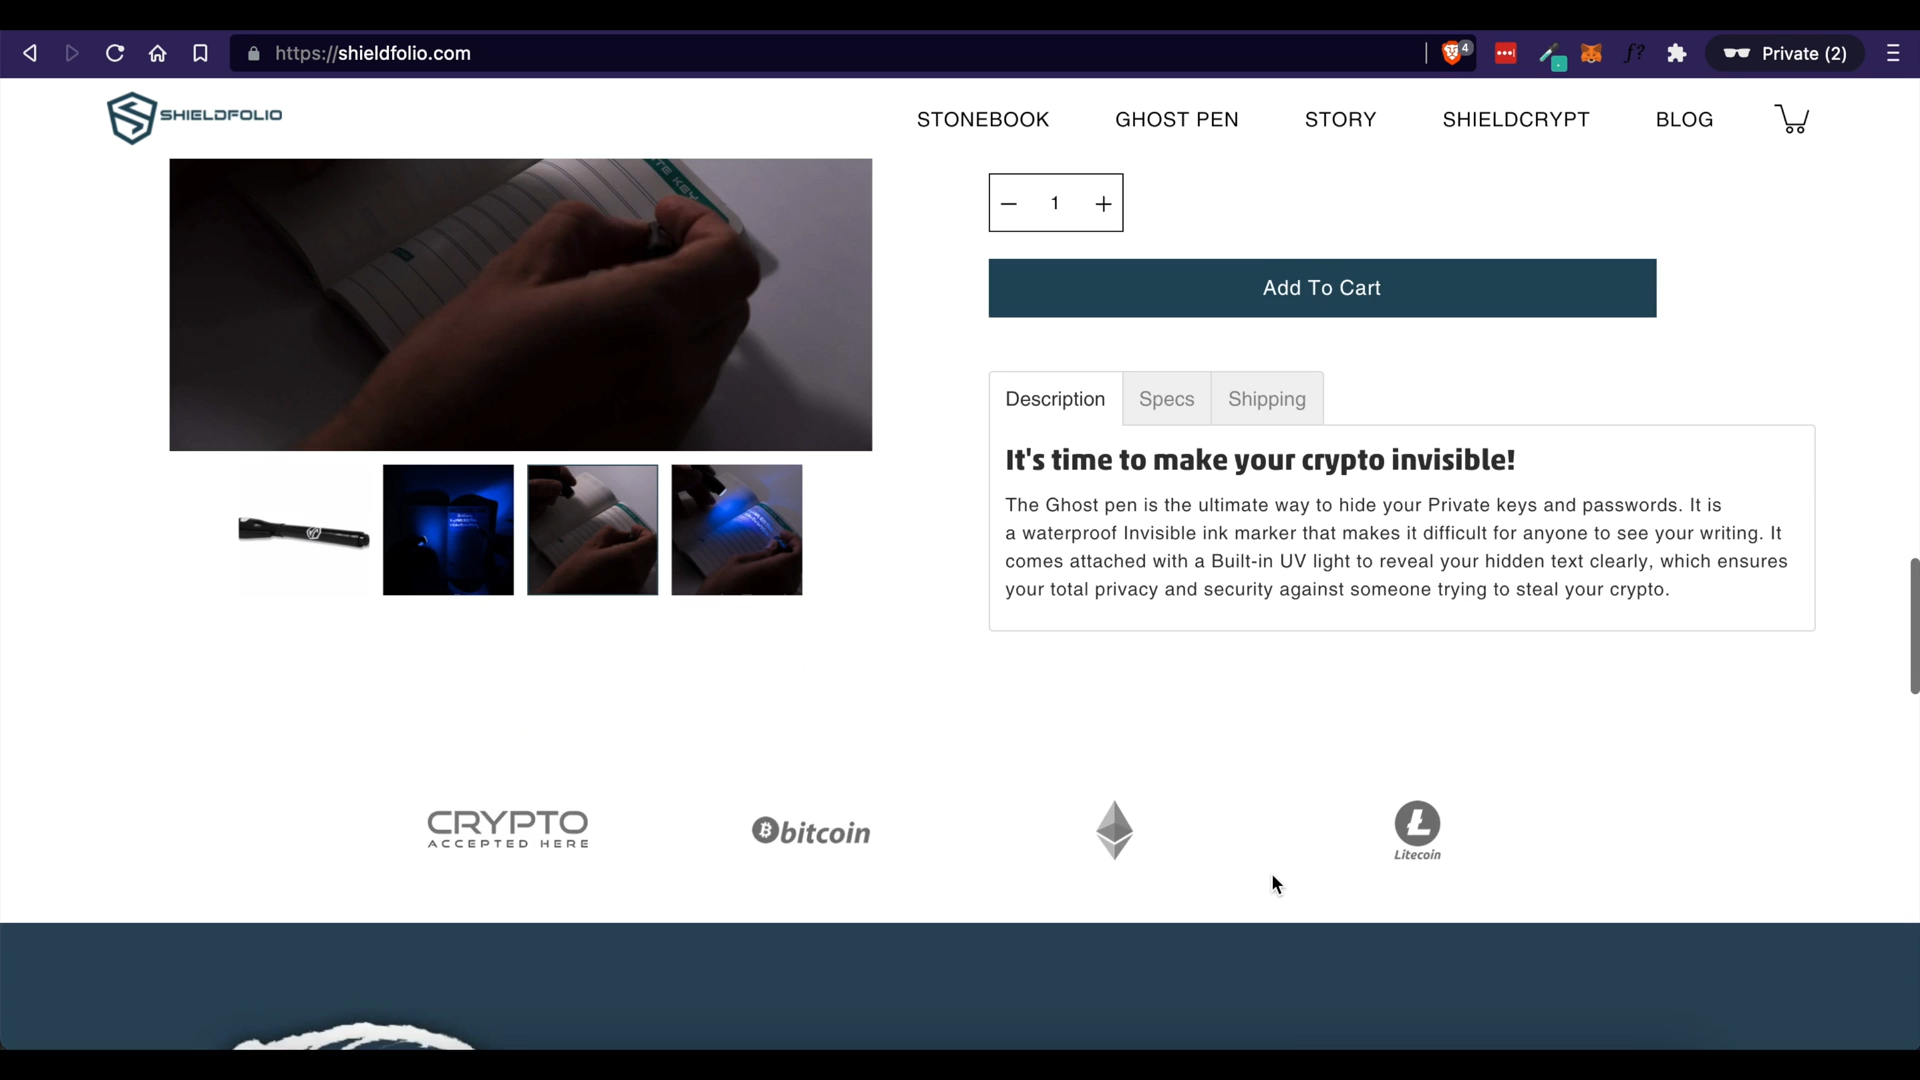 https://shieldfolio.com
4
f?
Private (2)
SHIELDFOLIO
STONEBOOK
GHOST PEN
STORY
SHIELDCRYPT
BLOG
1
Add To Cart
Description
Specs
Shipping
It's time to make your crypto invisible!
The Ghost pen is the ultimate way to hide your Private keys and passwords. It is
a waterproof Invisible ink marker that makes it difficult for anyone to see your writing. It
comes attached with a Built-in UV light to reveal your hidden text clearly, which ensures
your total privacy and security against someone trying to steal your crypto.
CRYPTO
ACCEPTED HERE
bitcoin
Litecoin